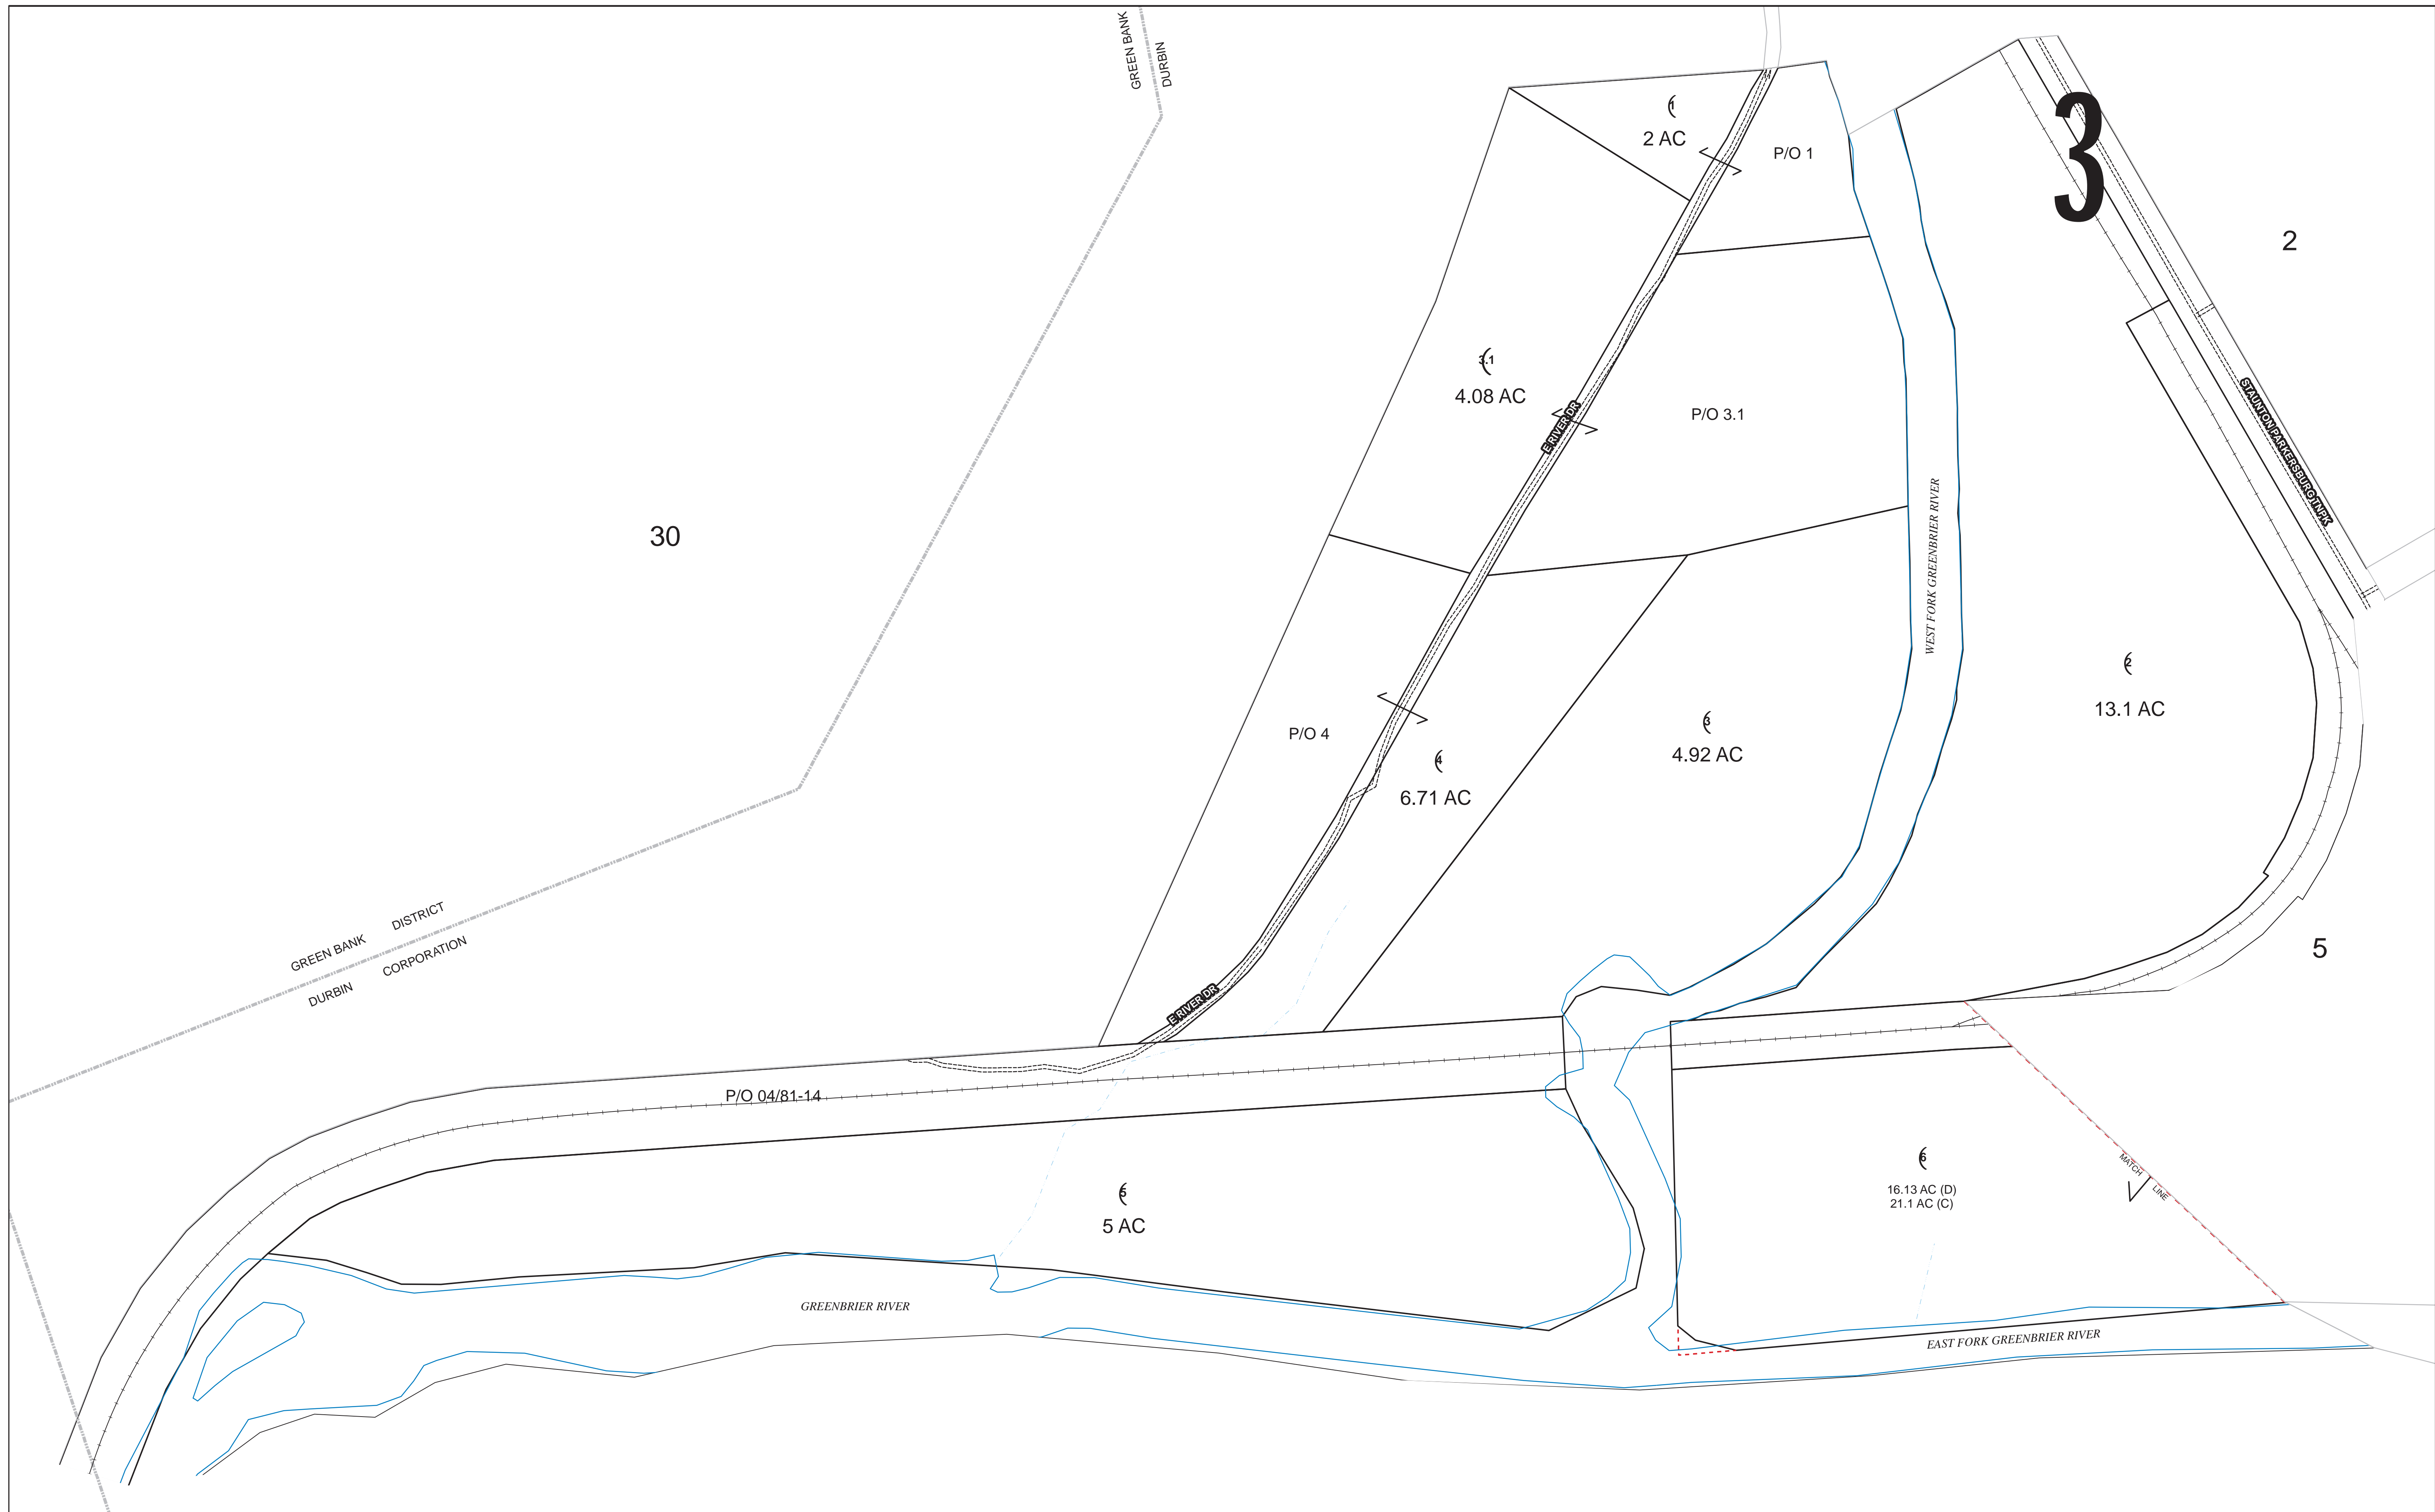 GREEN BANK
DURBIN
1
2 AC
P/O 1
3
2
3.1
4.08 AC
E RIVER DR
P/O 3.1
STAUNTON PARKERSBURG TNPK
30
WEST FORK GREENBRIER RIVER
2
13.1 AC
P/O 4
4
6.71 AC
3
4.92 AC
GREEN BANK DISTRICT
DURBIN CORPORATION
5
E RIVER DR
P/O 04/81-14
5
5 AC
6
16.13 AC (D)
21.1 AC (C)
MATCH LINE
GREENBRIER RIVER
EAST FORK GREENBRIER RIVER